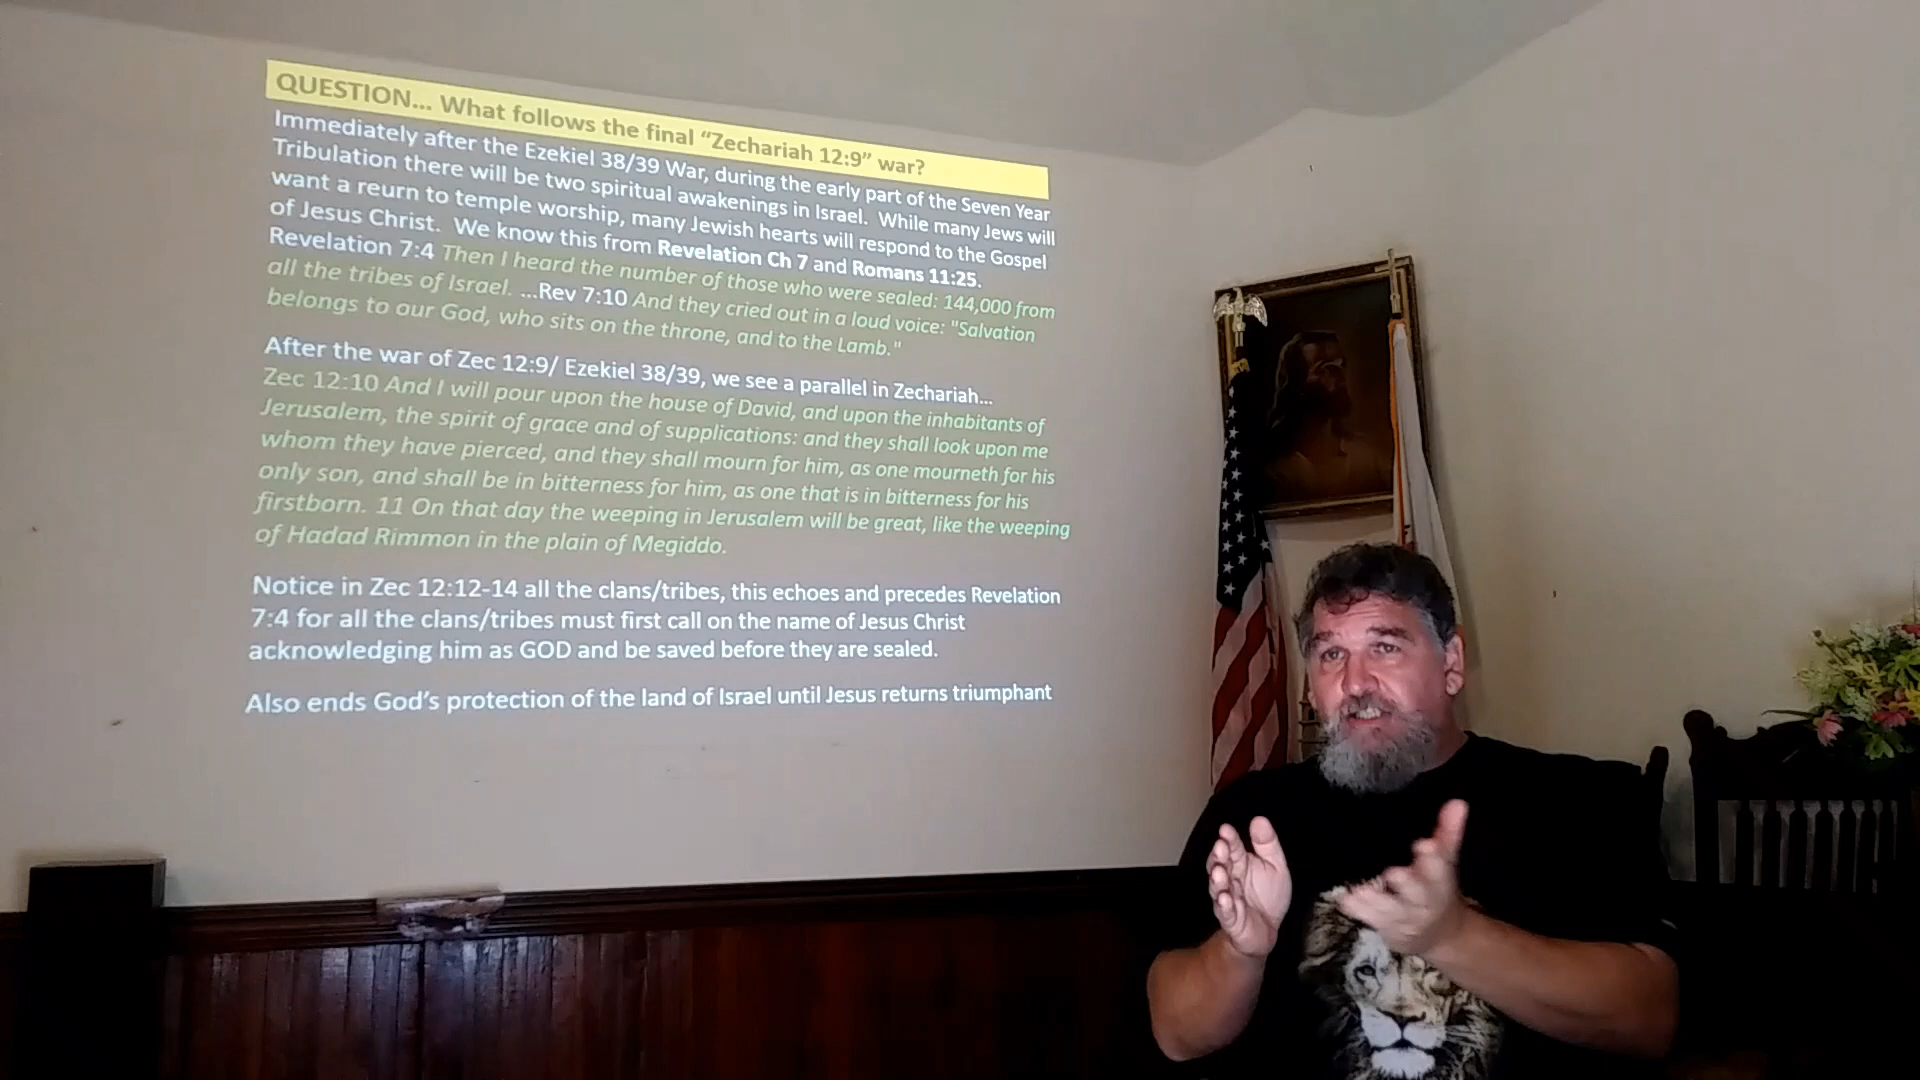 QUESTION... What follows the final “Zechariah 12:9” war?
Immediately after the Ezekiel 38/39 War, during the early part of the Seven Year
Tribulation there will be two spiritual awakenings in Israel. While many Jews will
want a reurn to temple worship, many Jewish hearts will respond to the Gospel
of Jesus Christ. We know this from Revelation Ch 7 and Romans 11:25.
Revelation 7:4 Then I heard the number of those who were sealed: 144,000 from
all the tribes of Israel. ...Rev 7:10 And they cried out in a loud voice: "Salvation
belongs to our God, who sits on the throne, and to the Lamb."
After the war of Zec 12:9/ Ezekiel 38/39, we see a parallel in Zechariah...
Zec 12:10 And I will pour upon the house of David, and upon the inhabitants of
Jerusalem, the spirit of grace and of supplications: and they shall look upon me
whom they have pierced, and they shall mourn for him, as one mourneth for his
only son, and shall be in bitterness for him, as one that is in bitterness for his
firstborn. 11 On that day the weeping in Jerusalem will be great, like the weeping
of Hadad Rimmon in the plain of Megiddo.
Notice in Zec 12:12-14 all the clans/tribes, this echoes and precedes Revelation
7:4 for all the clans/tribes must first call on the name of Jesus Christ
acknowledging him as GOD and be saved before they are sealed.
Also ends God’s protection of the land of Israel until Jesus returns triumphant